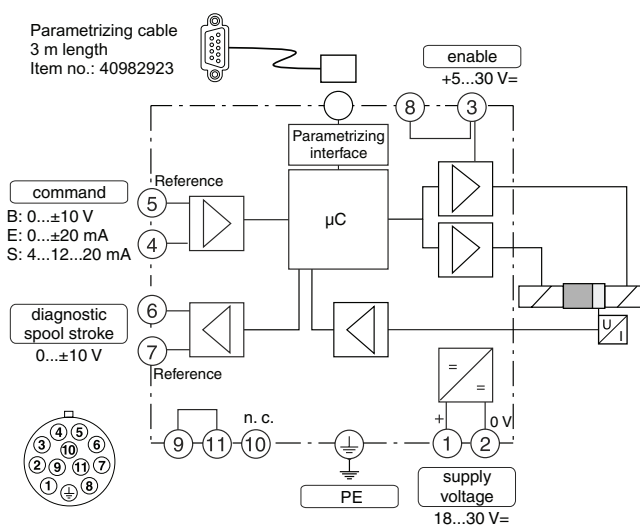 Parametrizing cable
3 m length
Item no.: 40982923
enable
+5...30 V=
8
3
Parametrizing
interface
command
B: 0...±10 V
E: 0...±20 mA
S: 4...12...20 mA
Reference
5
4
µC
diagnostic
spool stroke
0...±10 V
6
7
Reference
U
I
=
=
+
0 V
n. c.
9
11
10
1
2
PE
supply
voltage
18...30 V=
4
5
3
10
6
2
9
11
7
1
8